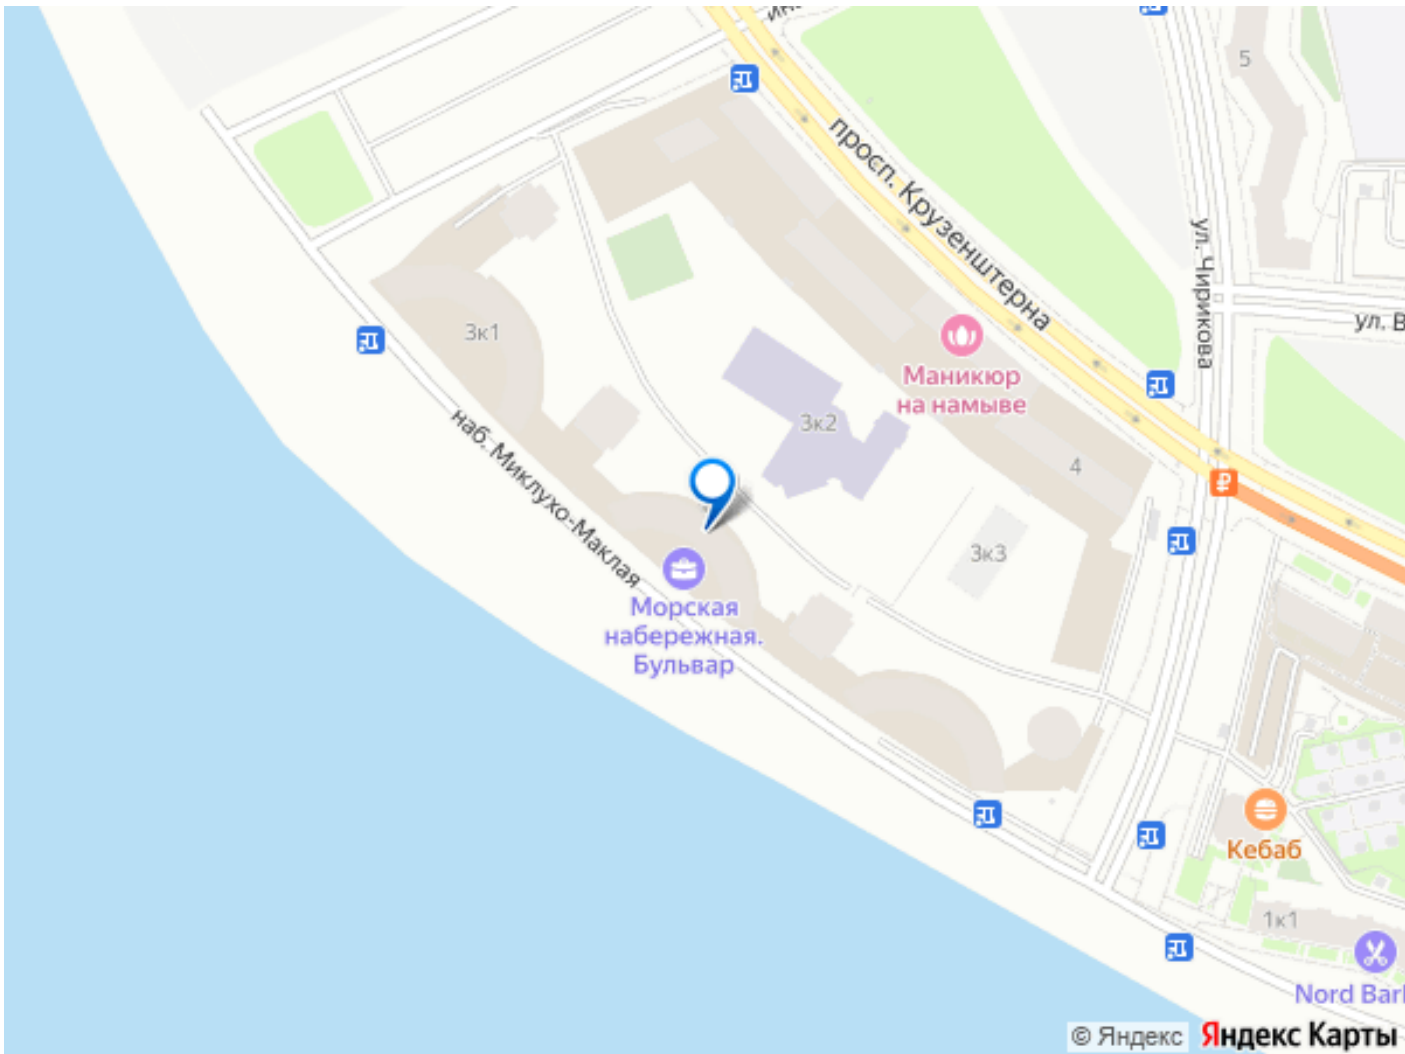 5
просп. Крузенштерна
ул. Чирикова
ул. В
3к1
Маникюр
на намыве
3к2
4
наб. Миклухо-Маклая
3к3
Морская
набережная.
Бульвар
Кебаб
1к1
Nord Bar
© Яндекс Яндекс Карты